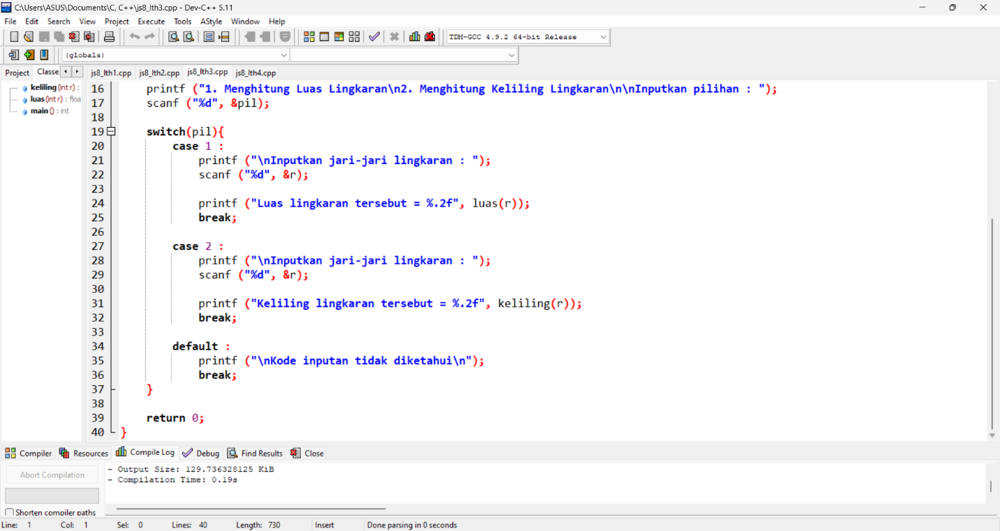 C:\Users\ASUS\Documents\C, C++\js8_lth3.cpp - Dev-C++ 5.11
File Edit Search View Project Execute Tools AStyle Window Help
TDM-GCC 4.9.2 64-bit Release
(globals)
Project Classe js8_lth1.cpp js8_lth2.cpp js8_lth3.cpp js8_lth4.cpp
keliling (int r) :
luas (int r) : floa
main () : int
16 printf ("1. Menghitung Luas Lingkaran\n2. Menghitung Keliling Lingkaran\n\nInputkan pilihan : ");
17 scanf ("%d", &pil);
18
19 switch(pil){
20 case 1 :
21 printf ("\nInputkan jari-jari lingkaran : ");
22 scanf ("%d", &r);
23
24 printf ("Luas lingkaran tersebut = %.2f", luas(r));
25 break;
26
27 case 2 :
28 printf ("\nInputkan jari-jari lingkaran : ");
29 scanf ("%d", &r);
30
31 printf ("Keliling lingkaran tersebut = %.2f", keliling(r));
32 break;
33
34 default :
35 printf ("\nKode inputan tidak diketahui\n");
36 break;
37 }
38
39 return 0;
40 }
Compiler Resources Compile Log Debug Find Results Close
Abort Compilation
Shorten compiler paths
- Output Size: 129.736328125 KiB
- Compilation Time: 0.19s
Line: 1 Col: 1 Sel: 0 Lines: 40 Length: 730 Insert Done parsing in 0 seconds